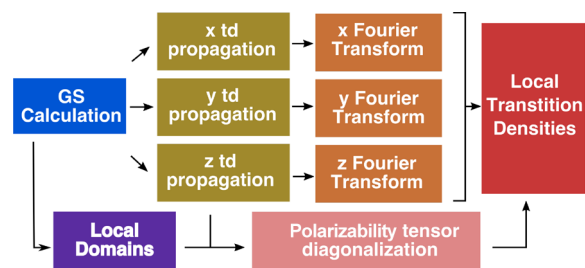 x td
propagation
x Fourier
Transform
GS
Calculation
y td
propagation
y Fourier
Transform
Local
Transtition
Densities
z td
propagation
z Fourier
Transform
Local
Domains
Polarizability tensor
diagonalization